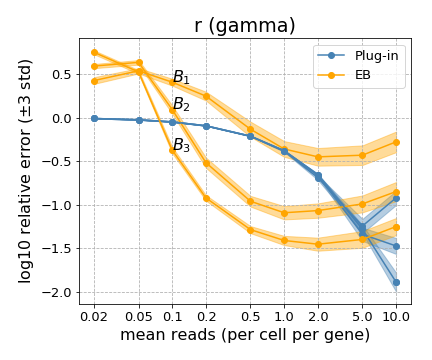 r (gamma)
log10 relative error (±3 std)
0.5
0.0
−0.5
−1.0
−1.5
−2.0
B₁
B₂
B₃
Plug-in
EB
0.02 0.05 0.1 0.2 0.5 1.0 2.0 5.0 10.0
mean reads (per cell per gene)